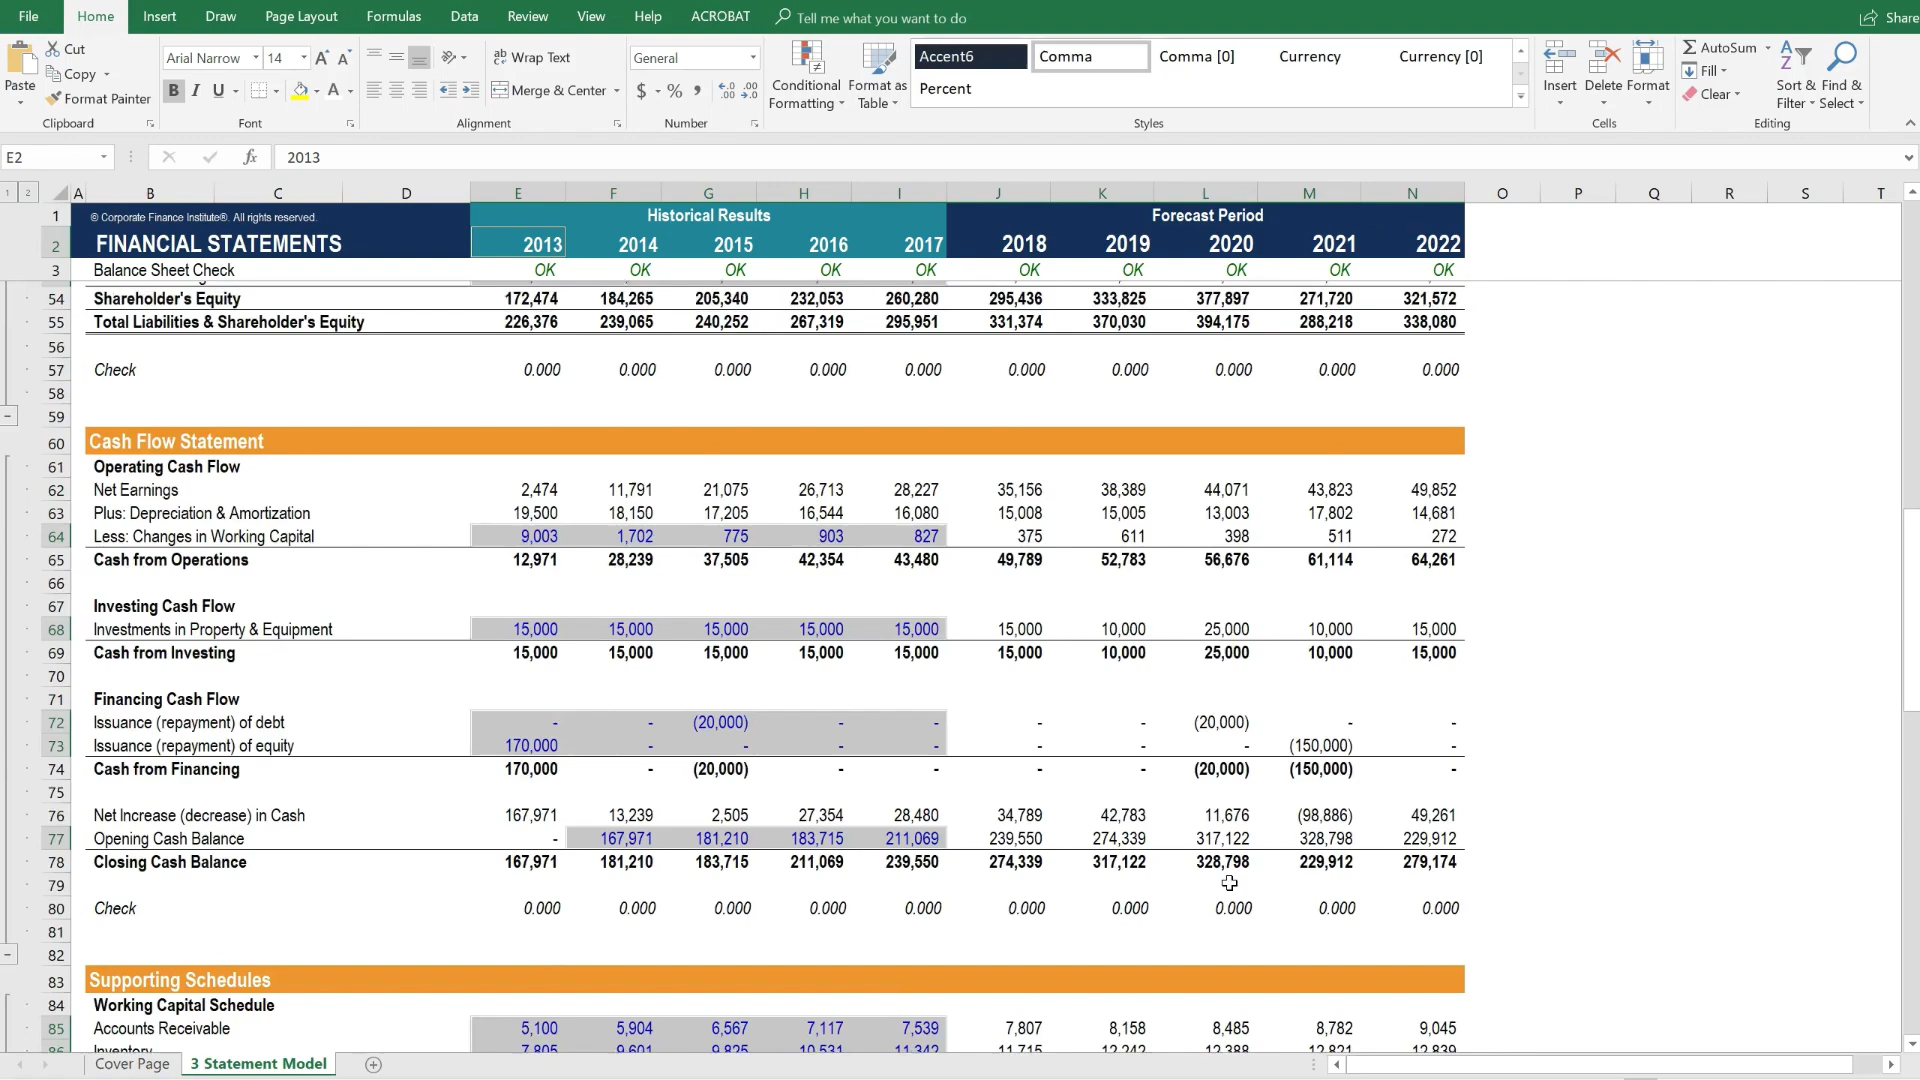 File Home Insert Draw Page Layout Formulas Data Review View Help ACROBAT Tell me what you want to do Share
Cut
Copy
Format Painter
Paste
Arial Narrow 14
B I U
Wrap Text
Merge & Center
General
$ % ,
Conditional Formatting
Format as Table
Accent6 Comma Comma [0] Currency Currency [0]
Percent
Insert Delete Format
AutoSum
Fill
Clear
Sort & Filter
Find & Select
Clipboard Font Alignment Number Styles Cells Editing
E2 fx 2013
1 2 A B C D E F G H I J K L M N O P Q R S T
1 © Corporate Finance Institute®. All rights reserved. Historical Results Forecast Period
2 FINANCIAL STATEMENTS 2013 2014 2015 2016 2017 2018 2019 2020 2021 2022
3 Balance Sheet Check OK OK OK OK OK OK OK OK OK OK
54 Shareholder's Equity 172,474 184,265 205,340 232,053 260,280 295,436 333,825 377,897 271,720 321,572
55 Total Liabilities & Shareholder's Equity 226,376 239,065 240,252 267,319 295,951 331,374 370,030 394,175 288,218 338,080
56
57 Check 0.000 0.000 0.000 0.000 0.000 0.000 0.000 0.000 0.000 0.000
58
59
60 Cash Flow Statement
61 Operating Cash Flow
62 Net Earnings 2,474 11,791 21,075 26,713 28,227 35,156 38,389 44,071 43,823 49,852
63 Plus: Depreciation & Amortization 19,500 18,150 17,205 16,544 16,080 15,008 15,005 13,003 17,802 14,681
64 Less: Changes in Working Capital 9,003 1,702 775 903 827 375 611 398 511 272
65 Cash from Operations 12,971 28,239 37,505 42,354 43,480 49,789 52,783 56,676 61,114 64,261
66
67 Investing Cash Flow
68 Investments in Property & Equipment 15,000 15,000 15,000 15,000 15,000 15,000 10,000 25,000 10,000 15,000
69 Cash from Investing 15,000 15,000 15,000 15,000 15,000 15,000 10,000 25,000 10,000 15,000
70
71 Financing Cash Flow
72 Issuance (repayment) of debt - - (20,000) - - - - (20,000) - -
73 Issuance (repayment) of equity 170,000 - - - - - - - (150,000) -
74 Cash from Financing 170,000 - (20,000) - - - - (20,000) (150,000) -
75
76 Net Increase (decrease) in Cash 167,971 13,239 2,505 27,354 28,480 34,789 42,783 11,676 (98,886) 49,261
77 Opening Cash Balance - 167,971 181,210 183,715 211,069 239,550 274,339 317,122 328,798 229,912
78 Closing Cash Balance 167,971 181,210 183,715 211,069 239,550 274,339 317,122 328,798 229,912 279,174
79
80 Check 0.000 0.000 0.000 0.000 0.000 0.000 0.000 0.000 0.000 0.000
81
82
83 Supporting Schedules
84 Working Capital Schedule
85 Accounts Receivable 5,100 5,904 6,567 7,117 7,539 7,807 8,158 8,485 8,782 9,045
86 Inventory 7,805 9,601 9,825 10,531 11,342 11,715 12,242 12,388 12,821 12,839
Cover Page 3 Statement Model